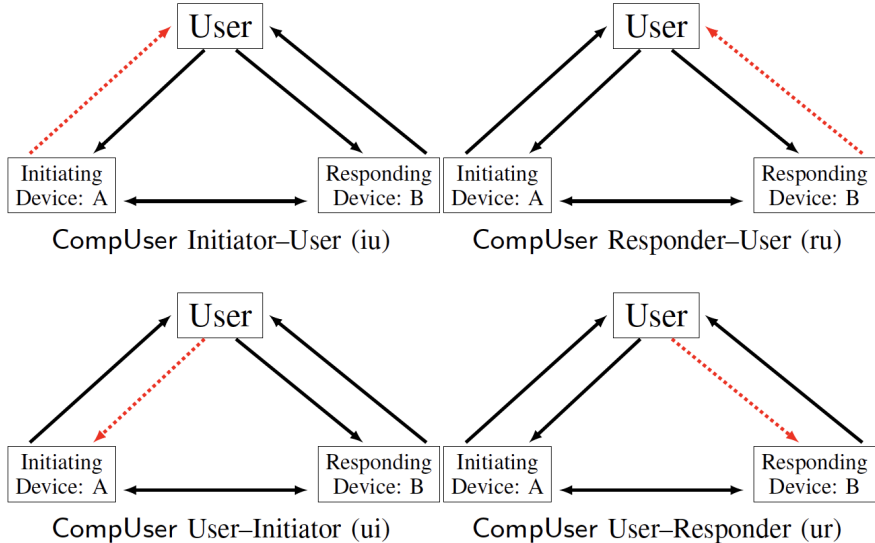 User
Initiating
Device: A
Responding
Device: B
CompUser Initiator–User (iu)
User
Initiating
Device: A
Responding
Device: B
CompUser Responder–User (ru)
User
Initiating
Device: A
Responding
Device: B
CompUser User–Initiator (ui)
User
Initiating
Device: A
Responding
Device: B
CompUser User–Responder (ur)